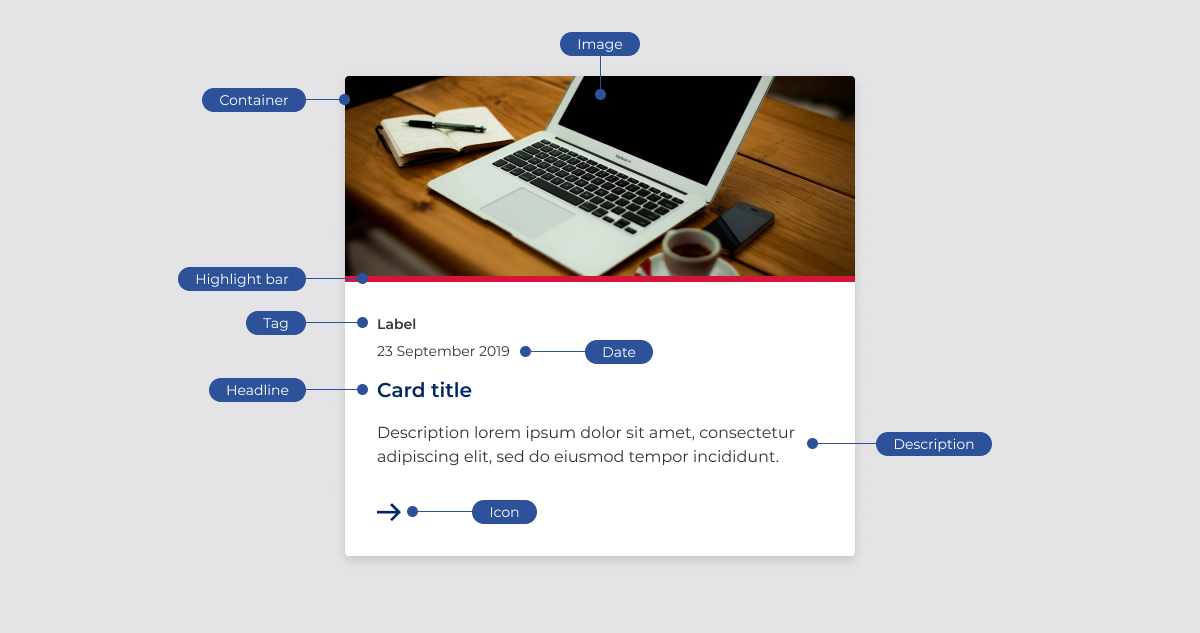 Image
Container
Highlight bar
Tag
Label
23 September 2019
Date
Headline
Card title
Description lorem ipsum dolor sit amet, consectetur
adipiscing elit, sed do eiusmod tempor incididunt.
Description
Icon